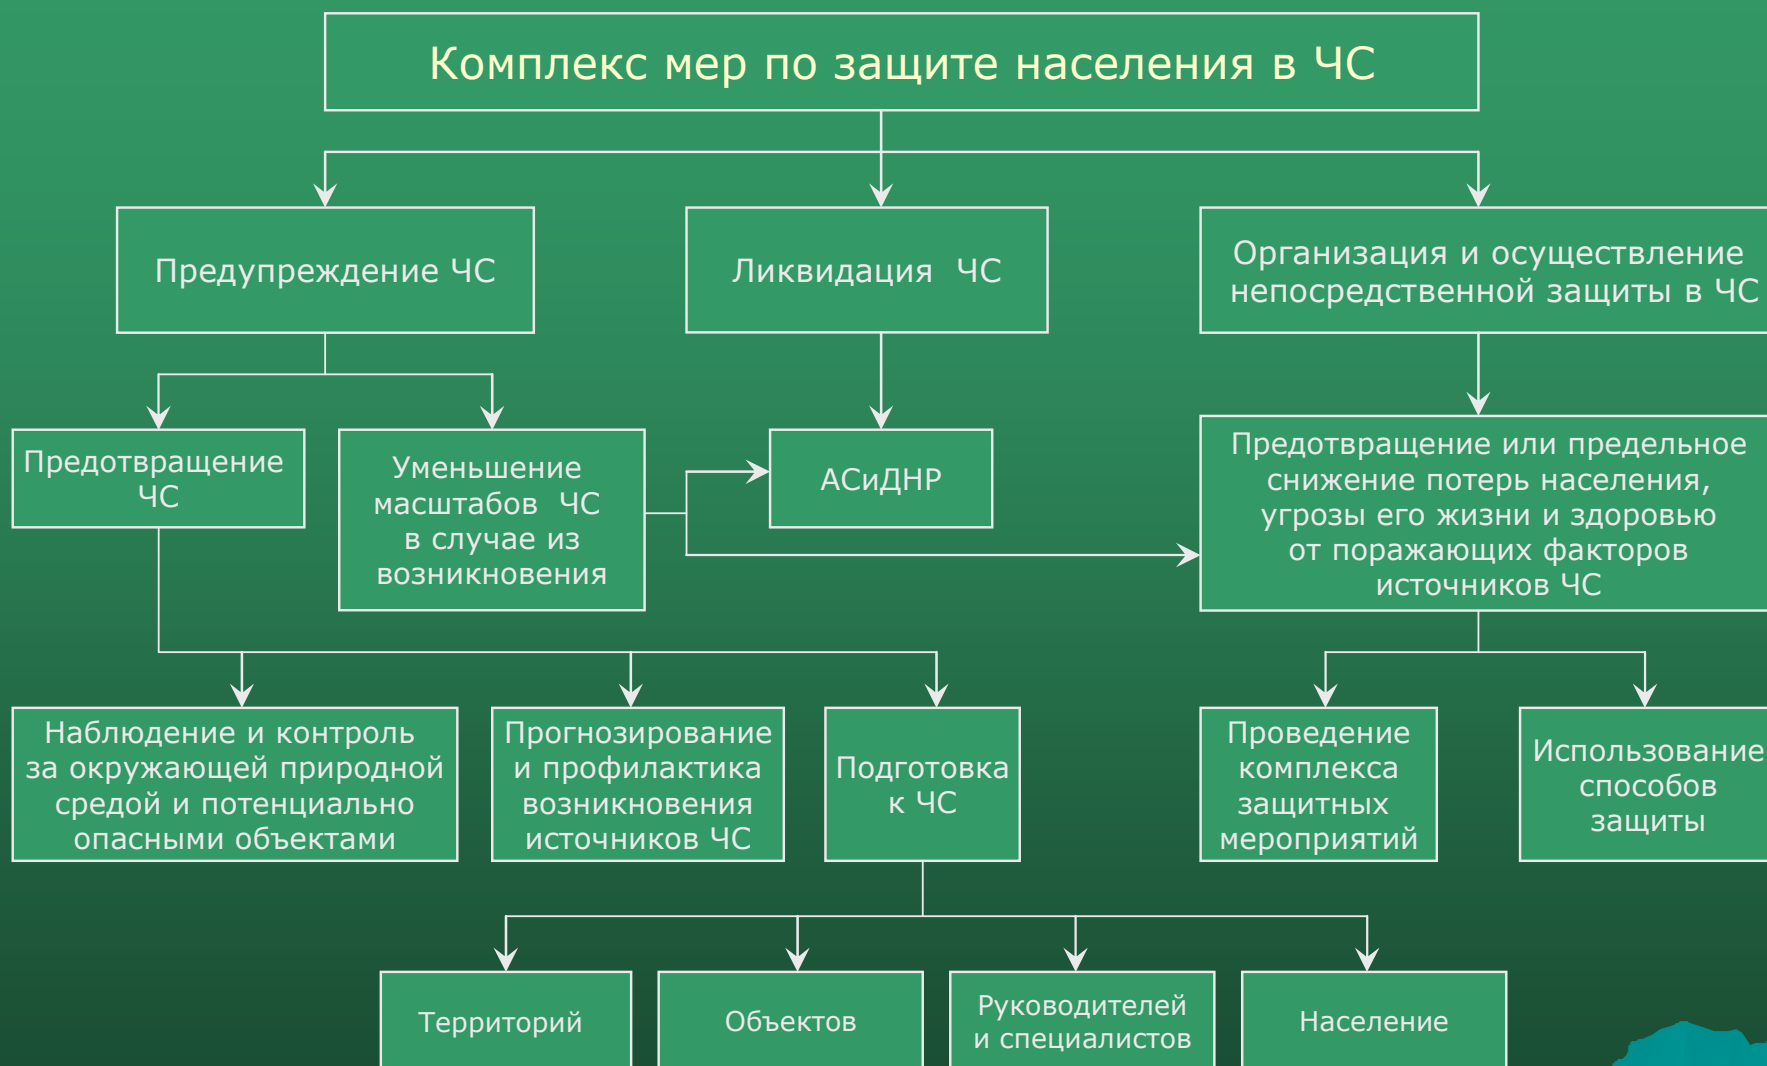 Комплекс мер по защите населения в ЧС
Предупреждение ЧС
Ликвидация ЧС
Организация и осуществление
непосредственной защиты в ЧС
Предотвращение
ЧС
Уменьшение
масштабов ЧС
в случае из
возникновения
АСиДНР
Предотвращение или предельное
снижение потерь населения,
угрозы его жизни и здоровью
от поражающих факторов
источников ЧС
Наблюдение и контроль
за окружающей природной
средой и потенциально
опасными объектами
Прогнозирование
и профилактика
возникновения
источников ЧС
Подготовка
к ЧС
Проведение
комплекса
защитных
мероприятий
Использование
способов
защиты
Территорий
Объектов
Руководителей
и специалистов
Население